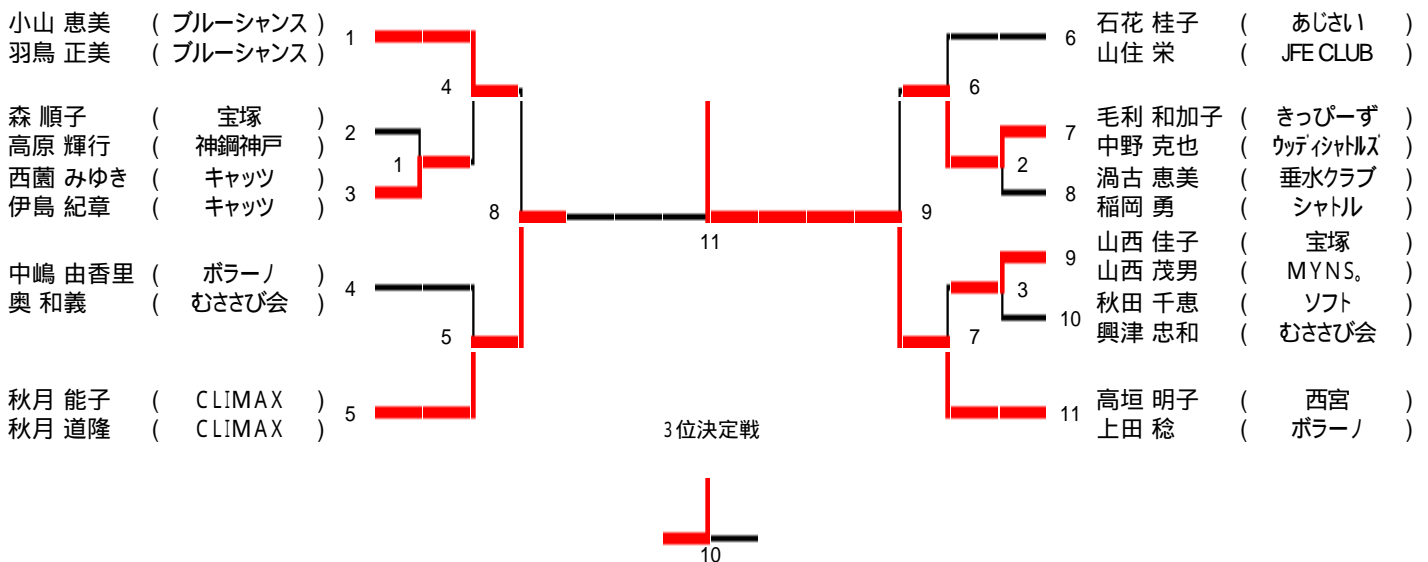 小山 恵美 ( ブルーシャンス )
羽鳥 正美 ( ブルーシャンス )
1
森 順子 ( 宝塚 )
高原 輝行 ( 神鋼神戸 )
2
西薗 みゆき ( キャッツ )
伊島 紀章 ( キャッツ )
3
中嶋 由香里 ( ボラーノ )
奥 和義 ( むささび会 )
4
秋月 能子 ( CLIMAX )
秋月 道隆 ( CLIMAX )
5
4
1
8
5
11
3位決定戦
10
6
石花 桂子 ( あじさい )
山住 栄 ( JFE CLUB )
7
毛利 和加子 ( きっぴーず )
中野 克也 ( ウッディシャトルズ )
8
渦古 恵美 ( 垂水クラブ )
稲岡 勇 ( シャトル )
9
山西 佳子 ( 宝塚 )
山西 茂男 ( MYNS。 )
10
秋田 千恵 ( ソフト )
興津 忠和 ( むささび会 )
11
高垣 明子 ( 西宮 )
上田 稔 ( ボラーノ )
6
2
9
3
7